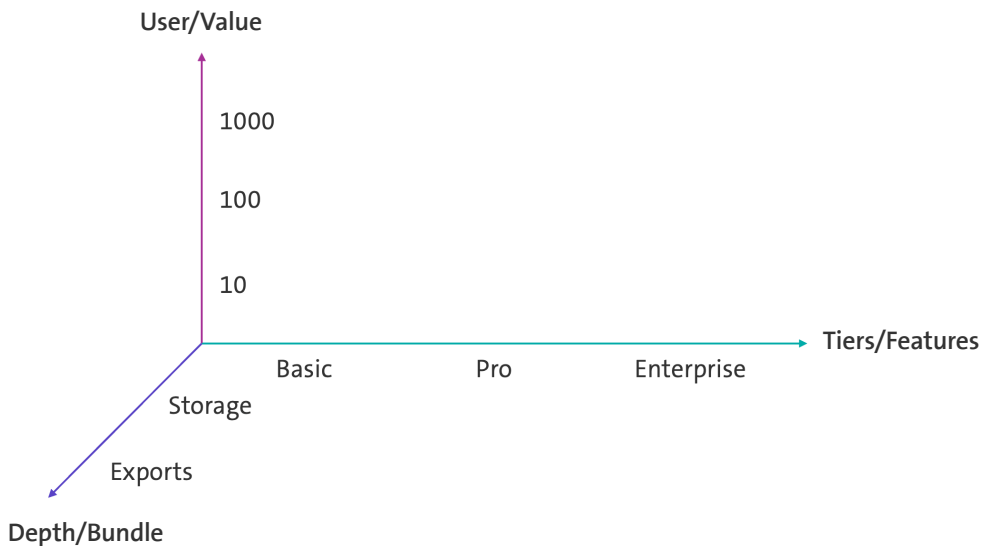 User/Value
1000
100
10
Tiers/Features
Basic Pro Enterprise
Storage
Exports
Depth/Bundle